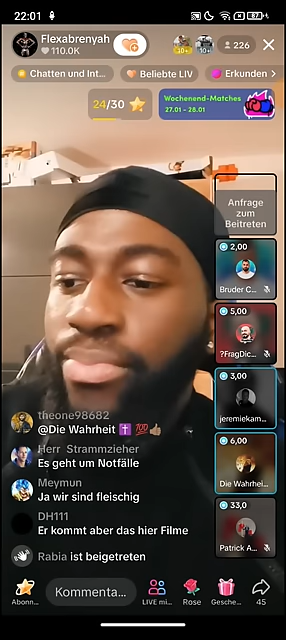 22:01
87
Flexabrenyah
110.0K
226
Chatten und Int...
Beliebte LIV
Erkunden >
24/30
Wochenend-Matches
27.01 - 28.01
Anfrage
zum
Beitreten
2,00
Bruder C...
5,00
?FragDic...
3,00
jeremiekam...
6,00
Die Wahrhei...
33,0
Patrick A...
theone98682
@Die Wahrheit ✝️ 💯 👍🏽
Herr Strammzieher
Es geht um Notfälle
Meymun
Ja wir sind fleischig
DH111
Er kommt aber das hier Filme
Rabia ist beigetreten
Abonn...
Kommenta...
LIVE mi...
Rose
Gesche...
45